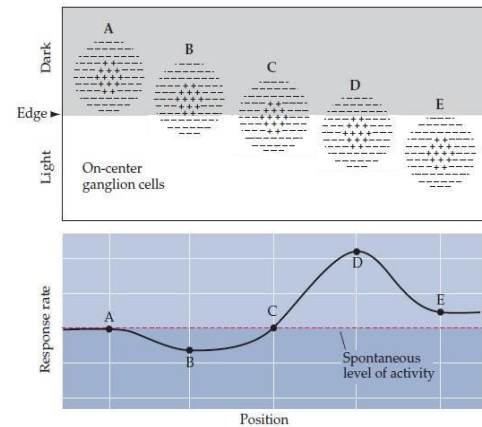 A
B
C
D
E
Dark
Edge
Light
On-center
ganglion cells
Response rate
A
B
C
D
E
Spontaneous
level of activity
Position